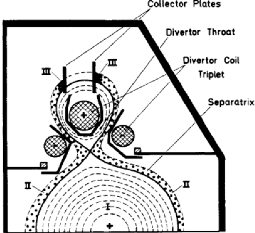 Collector Plates
Divertor Throat
Divertor Coil
Triplet
Separatrix
III
III
II
II
I